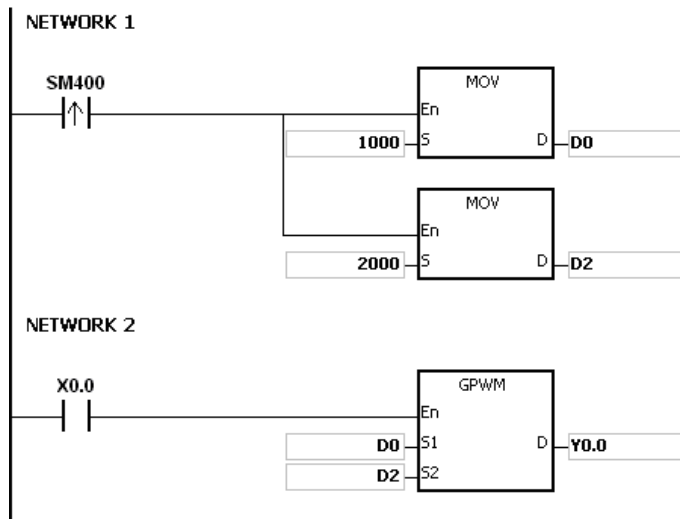 NETWORK 1
SM400
MOV
En
1000 S D D0
MOV
En
2000 S D D2
NETWORK 2
X0.0
GPWM
En
D0 S1 D Y0.0
D2 S2